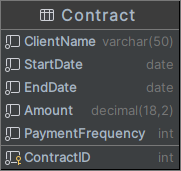 Contract
ClientName varchar(50)
StartDate date
EndDate date
Amount decimal(18,2)
PaymentFrequency int
ContractID int